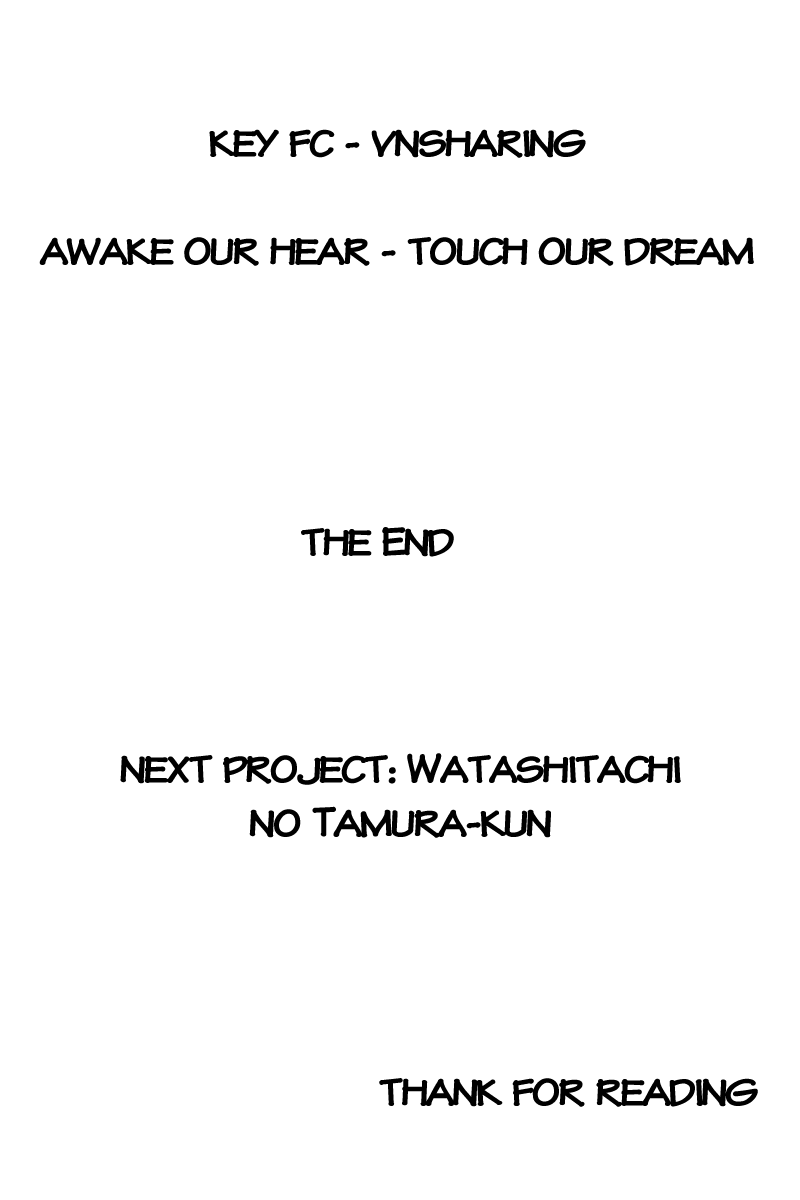 KEY FC - VNSHARING
AWAKE OUR HEAR - TOUCH OUR DREAM
THE END
NEXT PROJECT: WATASHITACHI
NO TAMURA-KUN
THANK FOR READING